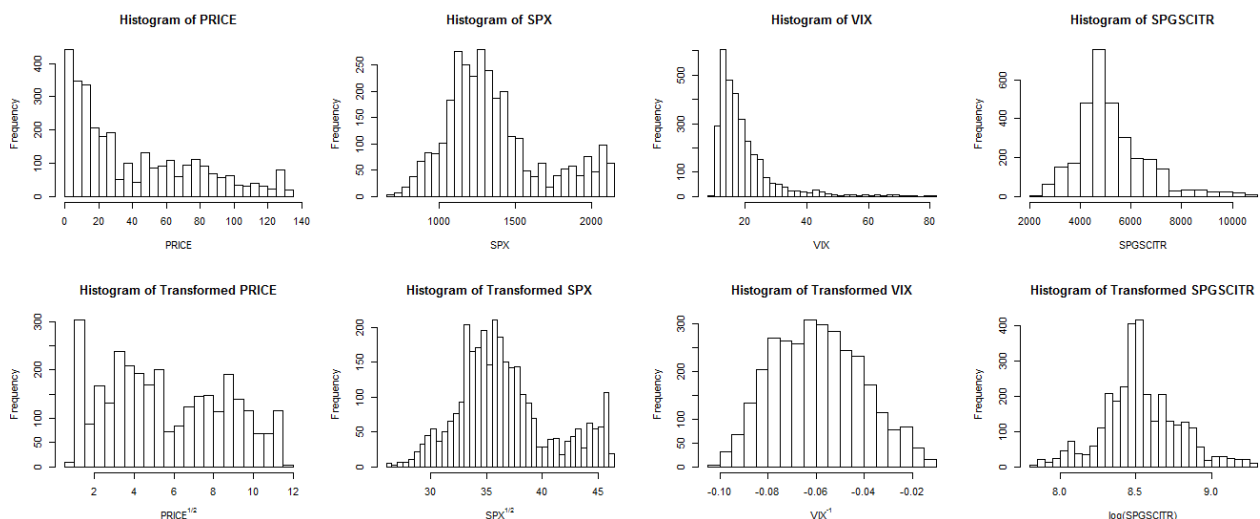 Histogram of PRICE
Frequency
0 100 200 300 400
0 20 40 60 80 100 120 140
PRICE
Histogram of SPX
Frequency
0 50 100 150 200 250
1000 1500 2000
SPX
Histogram of VIX
Frequency
0 100 300 500
20 40 60 80
VIX
Histogram of SPGSCITR
Frequency
0 200 400 600
2000 4000 6000 8000 10000
SPGSCITR
Histogram of Transformed PRICE
Frequency
0 50 100 200 300
2 4 6 8 10 12
PRICE^1/2
Histogram of Transformed SPX
Frequency
0 50 100 150 200
30 35 40 45
SPX^1/2
Histogram of Transformed VIX
Frequency
0 50 100 200 300
-0.10 -0.08 -0.06 -0.04 -0.02
VIX^-1
Histogram of Transformed SPGSCITR
Frequency
0 100 200 300 400
8.0 8.5 9.0
log(SPGSCITR)